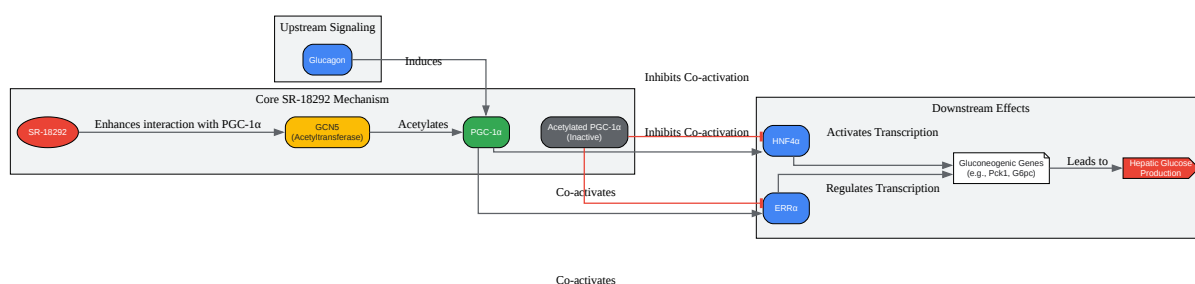 Upstream Signaling
Glucagon
Induces
Inhibits Co-activation
Core SR-18292 Mechanism
SR-18292
Enhances interaction with PGC-1α
GCN5
(Acetyltransferase)
Acetylates
PGC-1α
Acetylated PGC-1α
(Inactive)
Inhibits Co-activation
Downstream Effects
HNF4α
Activates Transcription
Gluconeogenic Genes
(e.g., Pck1, G6pc)
Leads to
Hepatic Glucose
Production
Co-activates
Regulates Transcription
ERRα
Co-activates